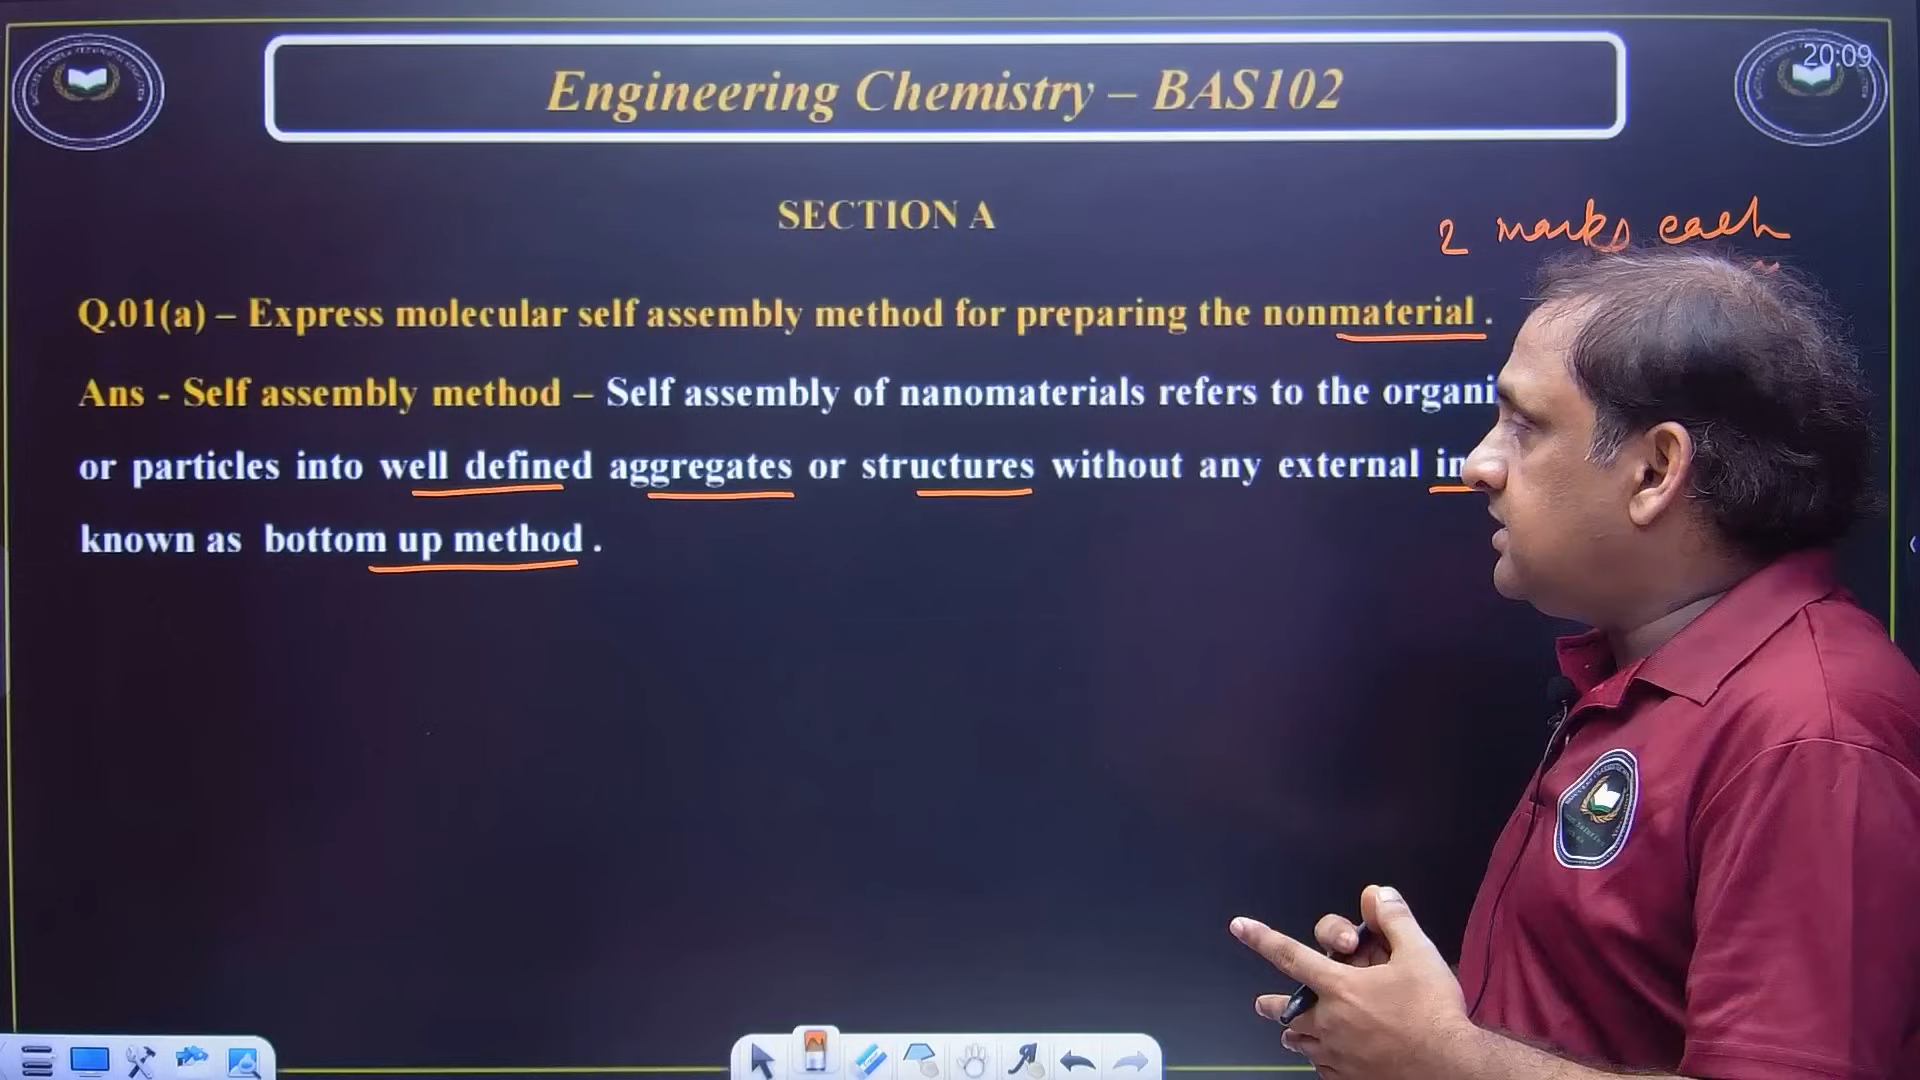 Engineering Chemistry – BAS102
20:09
SECTION A
2 marks each
Q.01(a) – Express molecular self assembly method for preparing the nonmaterial .
Ans - Self assembly method – Self assembly of nanomaterials refers to the
or particles into well defined aggregates or structures without any external
known as bottom up method .